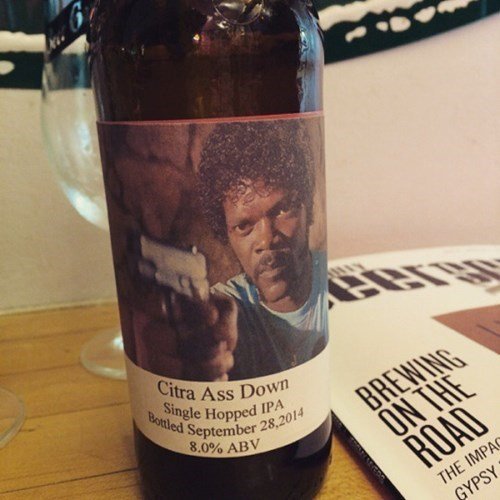 Citra Ass Down
Single Hopped IPA
Bottled September 28,2014
8.0% ABV
BREWING
ON THE
ROAD
THE IMPAC
GYPSY